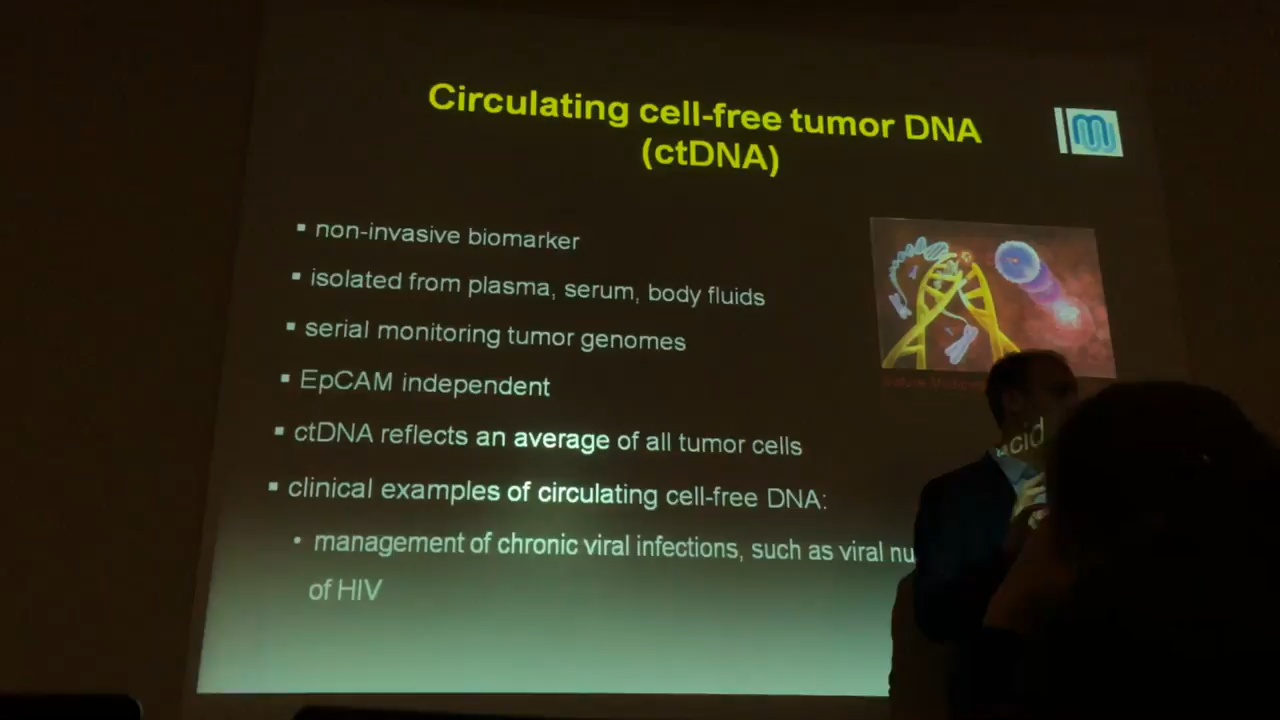 Circulating cell-free tumor DNA
(ctDNA)
▪ non-invasive biomarker
▪ isolated from plasma, serum, body fluids
▪ serial monitoring tumor genomes
▪ EpCAM independent
▪ ctDNA reflects an average of all tumor cells
▪ clinical examples of circulating cell-free DNA:
• management of chronic viral infections, such as viral nu cid
of HIV